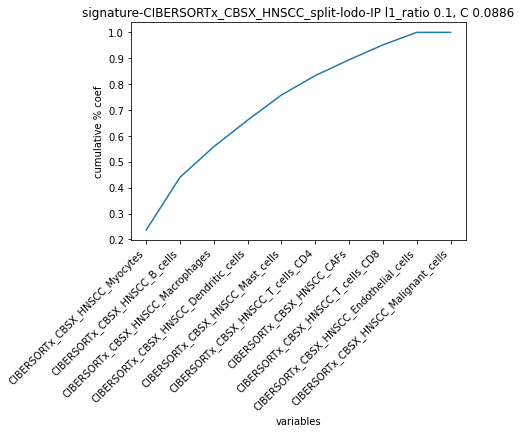 signature-CIBERSORTx_CBSX_HNSCC_split-lodo-IP l1_ratio 0.1, C 0.0886
cumulative % coef
1.0
0.9
0.8
0.7
0.6
0.5
0.4
0.3
0.2
CIBERSORTx_CBSX_HNSCC_Myocytes
CIBERSORTx_CBSX_HNSCC_B_cells
CIBERSORTx_CBSX_HNSCC_Macrophages
CIBERSORTx_CBSX_HNSCC_Dendritic_cells
CIBERSORTx_CBSX_HNSCC_Mast_cells
CIBERSORTx_CBSX_HNSCC_T_cells_CD4
CIBERSORTx_CBSX_HNSCC_CAFs
CIBERSORTx_CBSX_HNSCC_T_cells_CD8
CIBERSORTx_CBSX_HNSCC_Endothelial_cells
CIBERSORTx_CBSX_HNSCC_Malignant_cells
variables